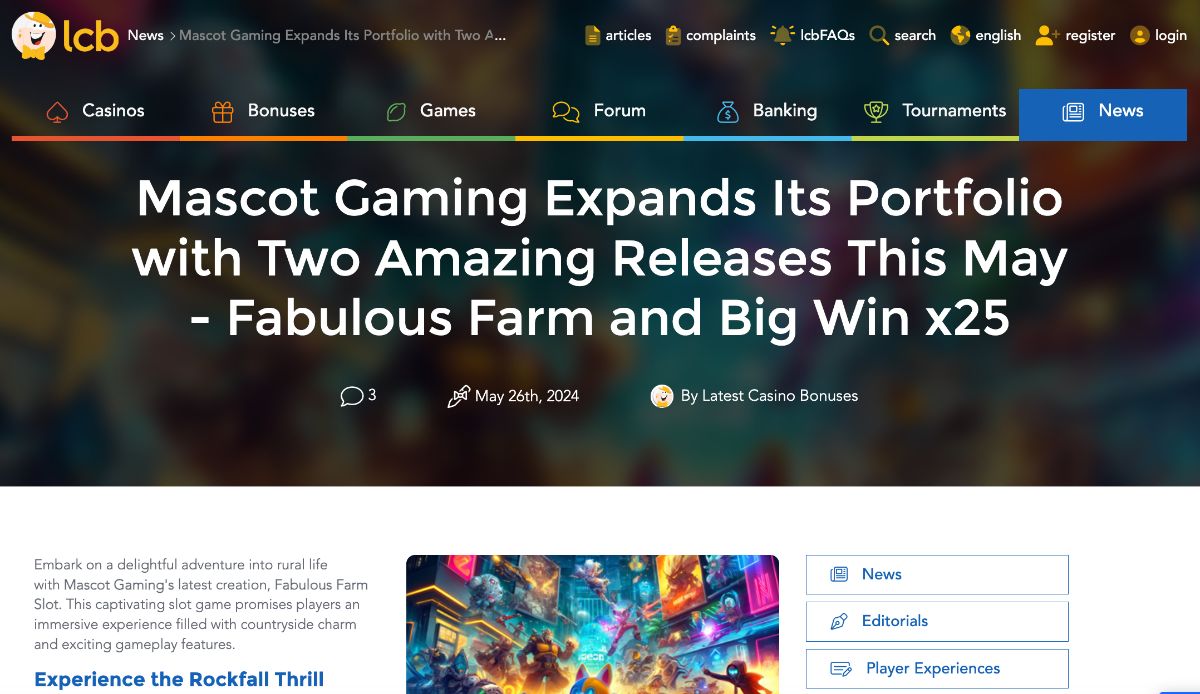 lcb News > Mascot Gaming Expands Its Portfolio with Two A... articles complaints lcbFAQs search english register login
Casinos Bonuses Games Forum Banking Tournaments News
Mascot Gaming Expands Its Portfolio
with Two Amazing Releases This May
- Fabulous Farm and Big Win x25
3 May 26th, 2024 By Latest Casino Bonuses
Embark on a delightful adventure into rural life
with Mascot Gaming's latest creation, Fabulous Farm
Slot. This captivating slot game promises players an
immersive experience filled with countryside charm
and exciting gameplay features.
Experience the Rockfall Thrill
News
Editorials
Player Experiences